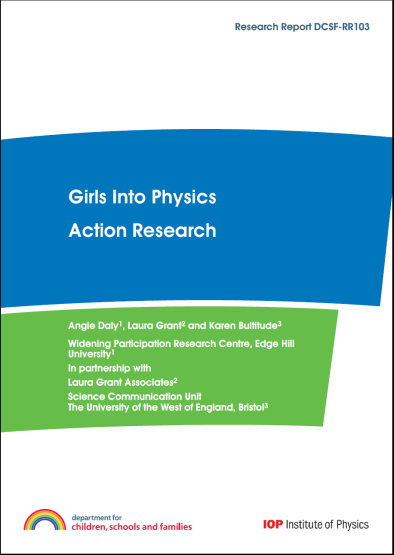 Research Report DCSF-RR103
Girls Into Physics
Action Research
Angie Daly¹, Laura Grant² and Karen Bultitude³
Widening Participation Research Centre, Edge Hill
University¹
In partnership with
Laura Grant Associates²
Science Communication Unit
The University of the West of England, Bristol³
department for
children, schools and families
IOP Institute of Physics